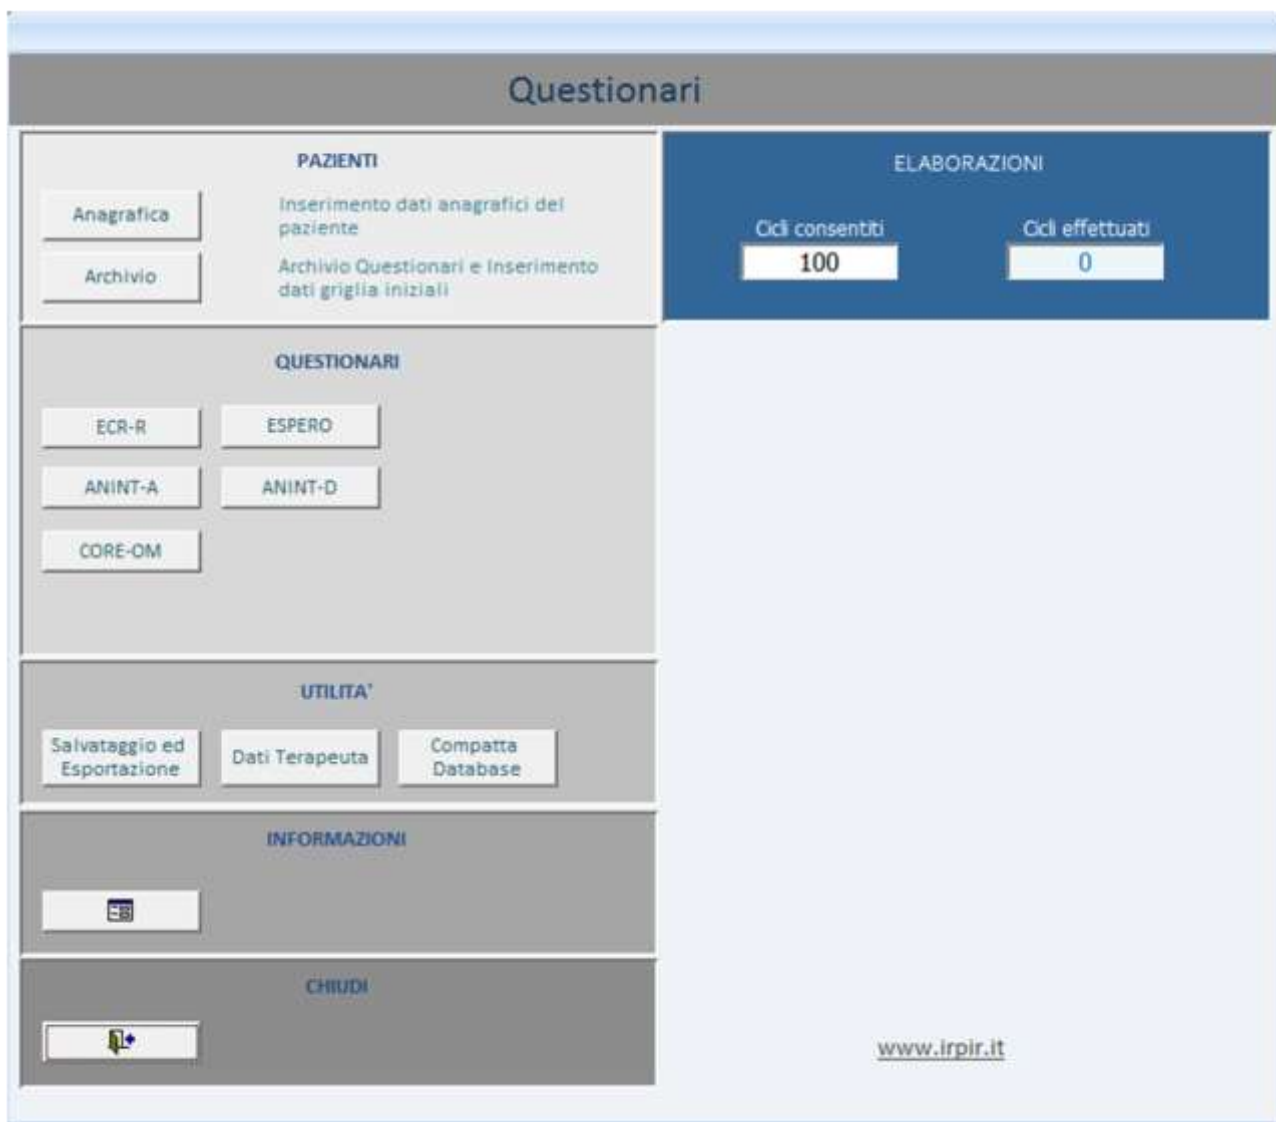 Questionari
PAZIENTI
Anagrafica
Inserimento dati anagrafici del
paziente
Archivio
Archivio Questionari e Inserimento
dati griglia iniziali
ELABORAZIONI
Cicli consentiti
Cicli effettuati
100
0
QUESTIONARI
ECR-R
ESPERO
ANINT-A
ANINT-D
CORE-OM
UTILITA'
Salvataggio ed
Esportazione
Dati Terapeuta
Compatta
Database
INFORMAZIONI
CHIUDI
www.irpir.it